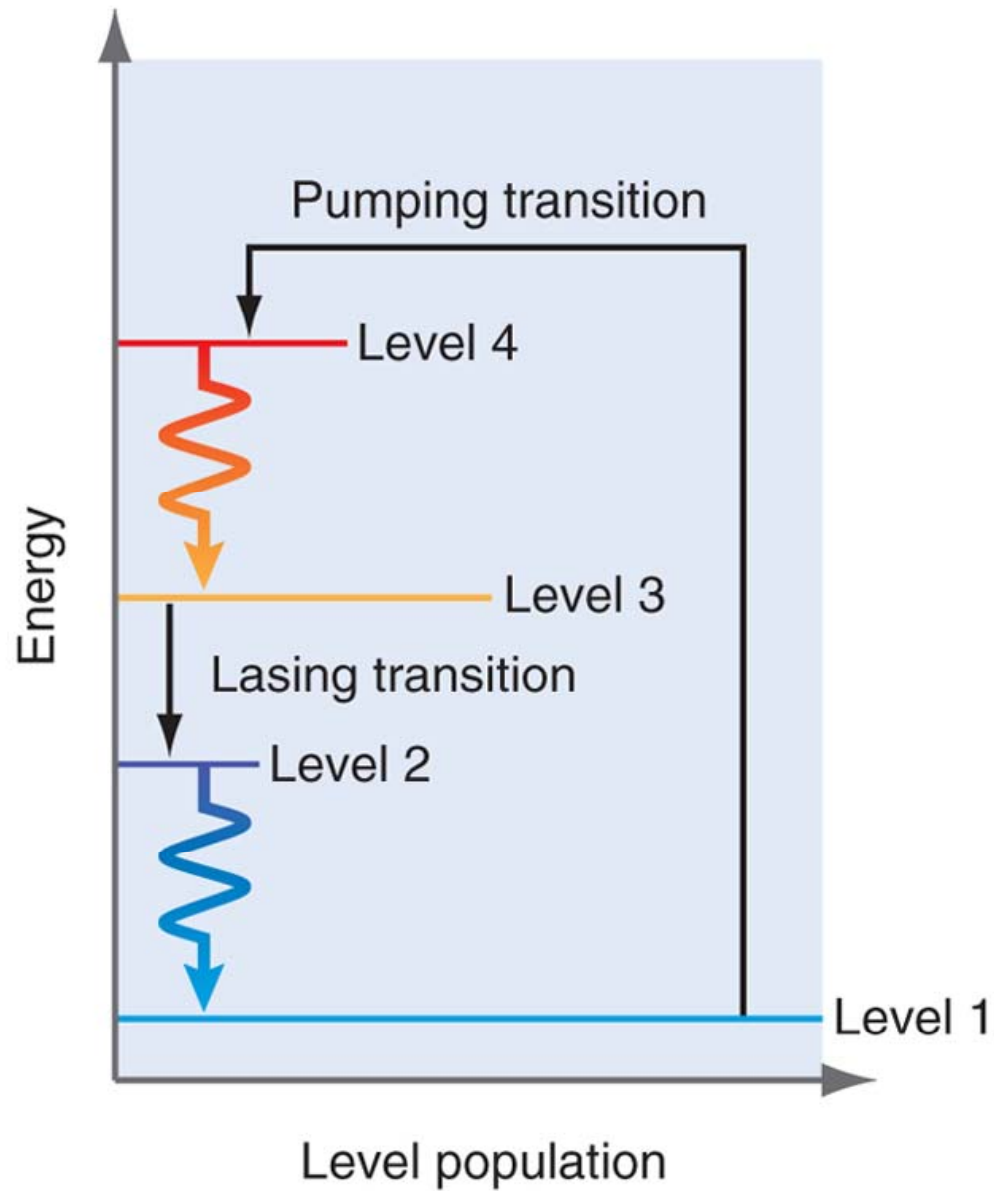 Pumping transition
Level 4
Level 3
Lasing transition
Level 2
Level 1
Energy
Level population